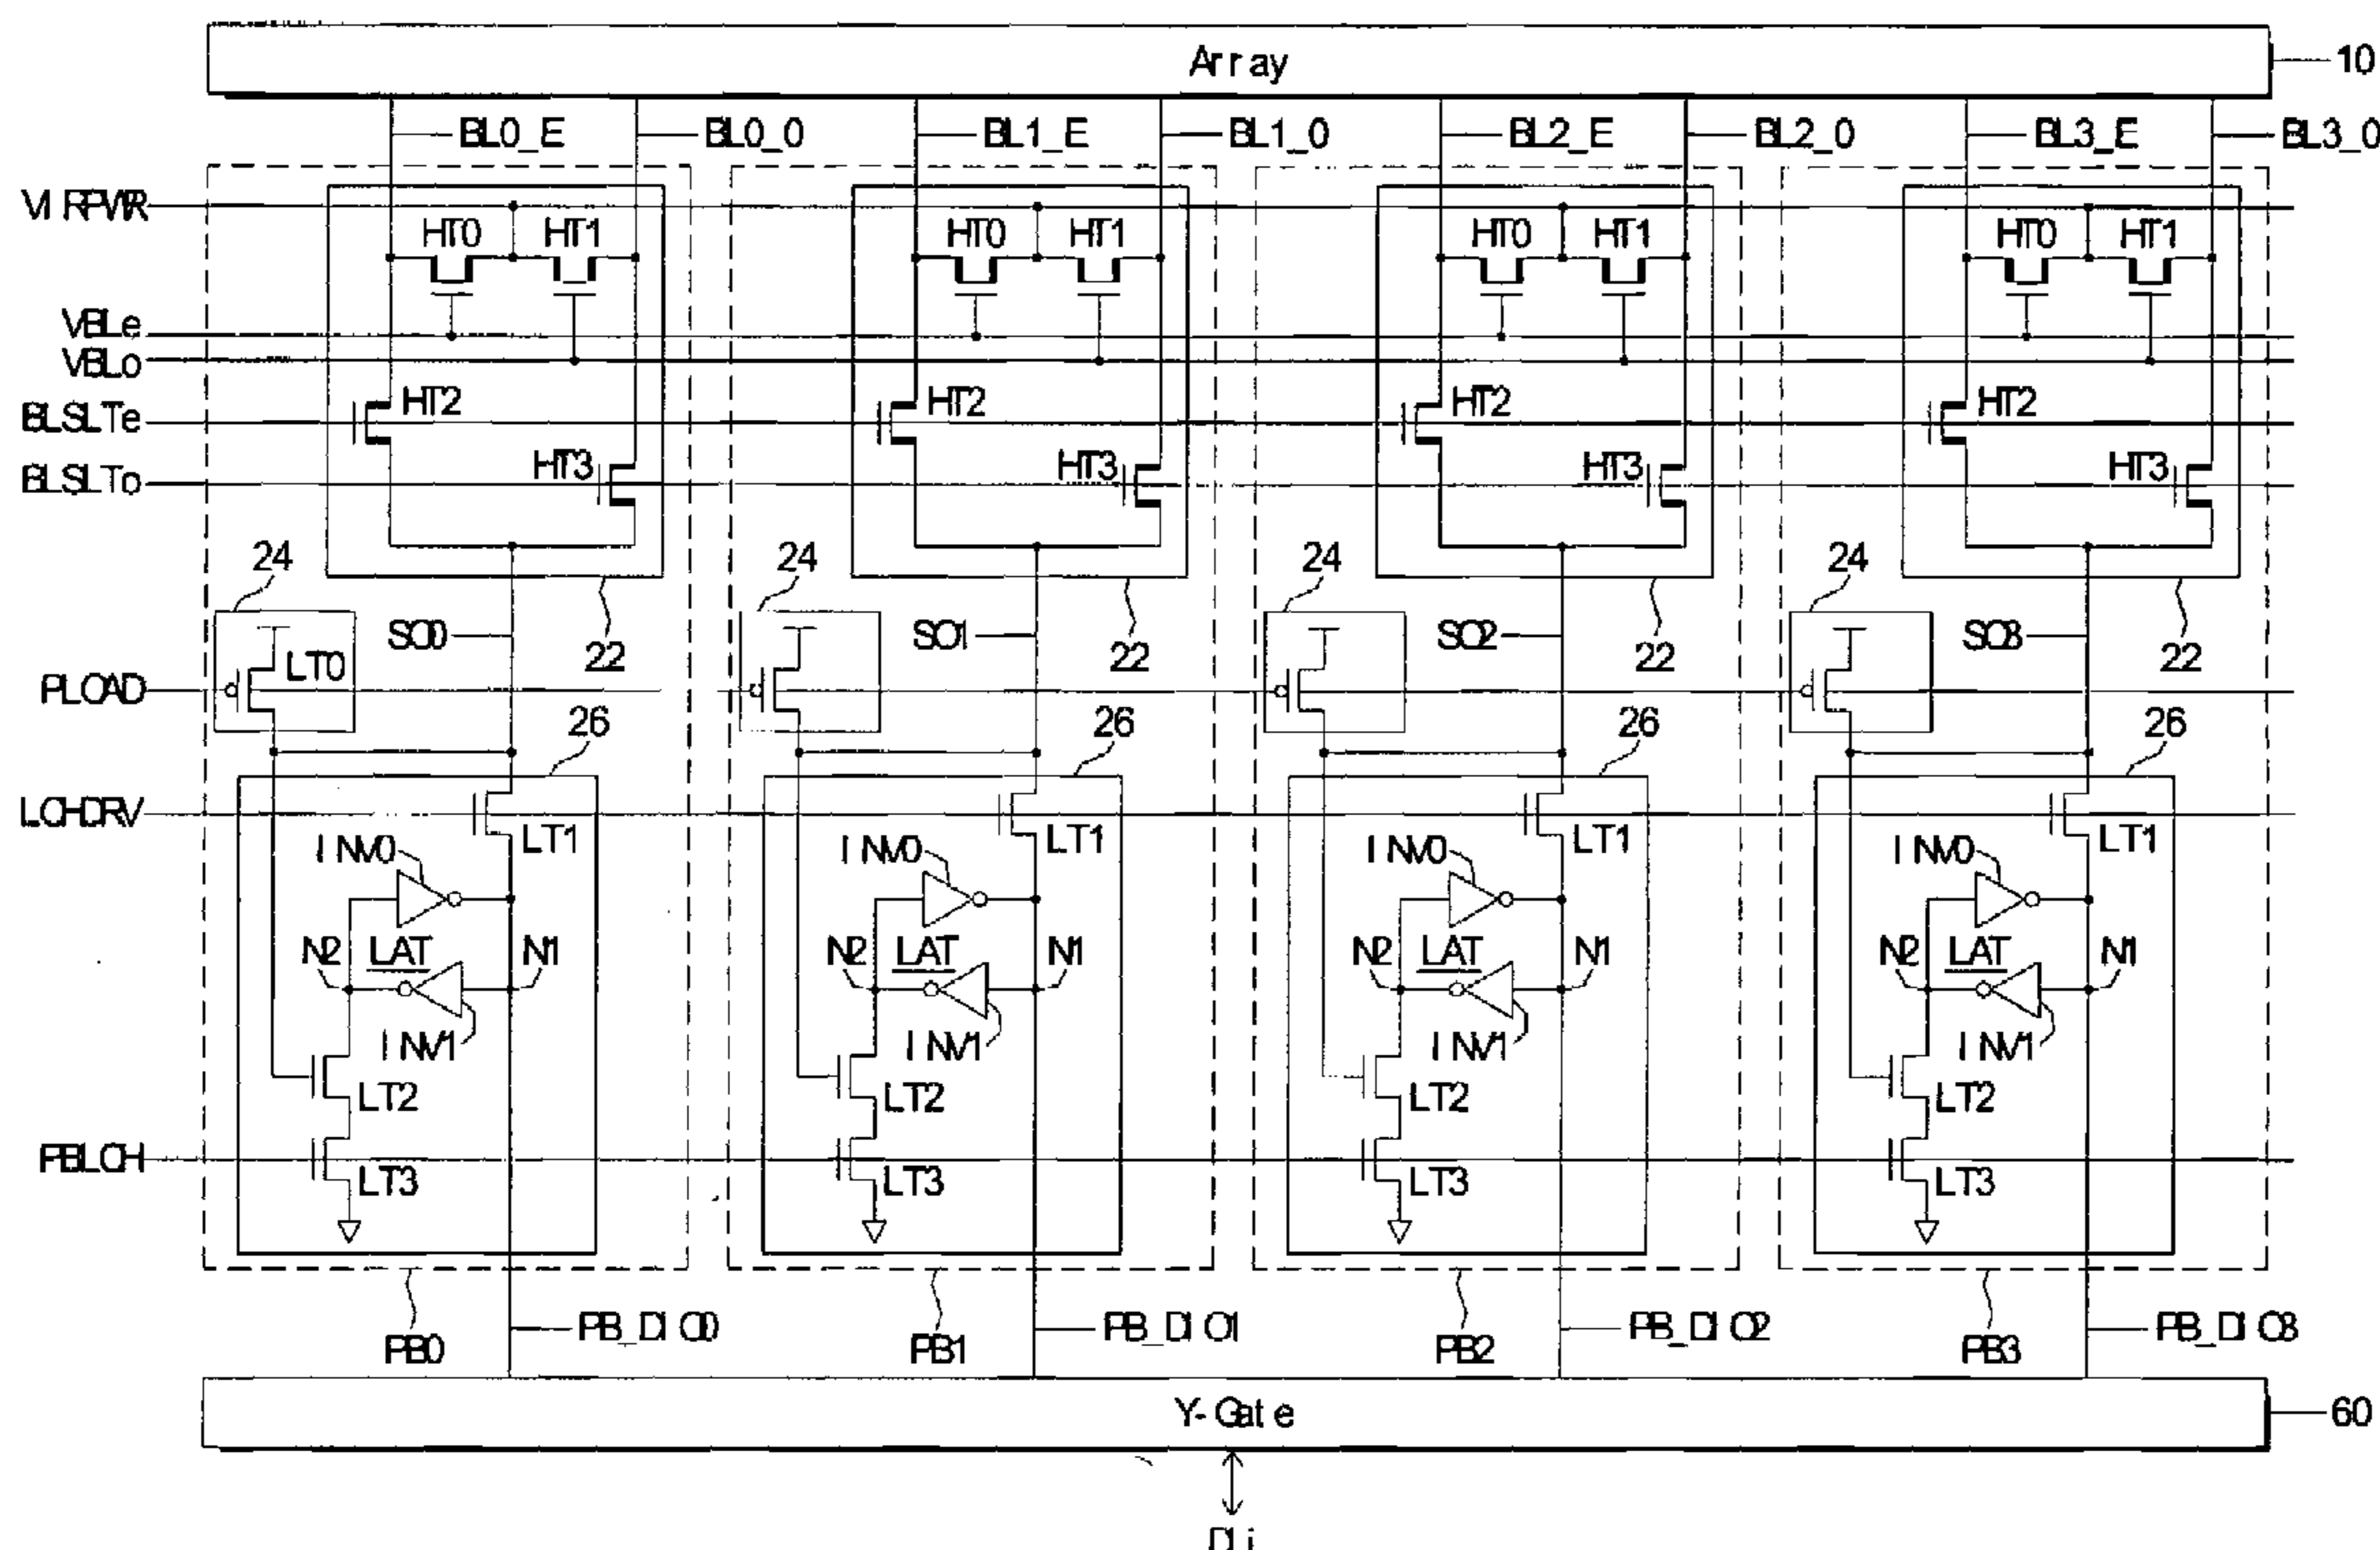 Array
10
BL0_E
BL0_0
BL1_E
BL1_0
BL2_E
BL2_0
BL3_E
BL3_0
VIRPWR
HT0
HT1
HT0
HT1
HT0
HT1
HT0
HT1
VBLe
VBLo
HT2
HT2
HT2
HT2
BLSLTe
HT3
HT3
HT3
HT3
BLSLTo
24
24
24
24
SO0
SO1
SO2
SO3
22
22
22
22
LT0
PLOAD
26
26
26
26
LCHDRV
LT1
LT1
LT1
LT1
INV0
INV0
INV0
INV0
N2
LAT
N1
N2
LAT
N1
N2
LAT
N1
N2
LAT
N1
INV1
INV1
INV1
INV1
LT2
LT2
LT2
LT2
PBLCH
LT3
LT3
LT3
LT3
PB0
PB_DIO0
PB1
PB_DIO1
PB2
PB_DIO2
PB3
PB_DIO3
Y-Gate
60